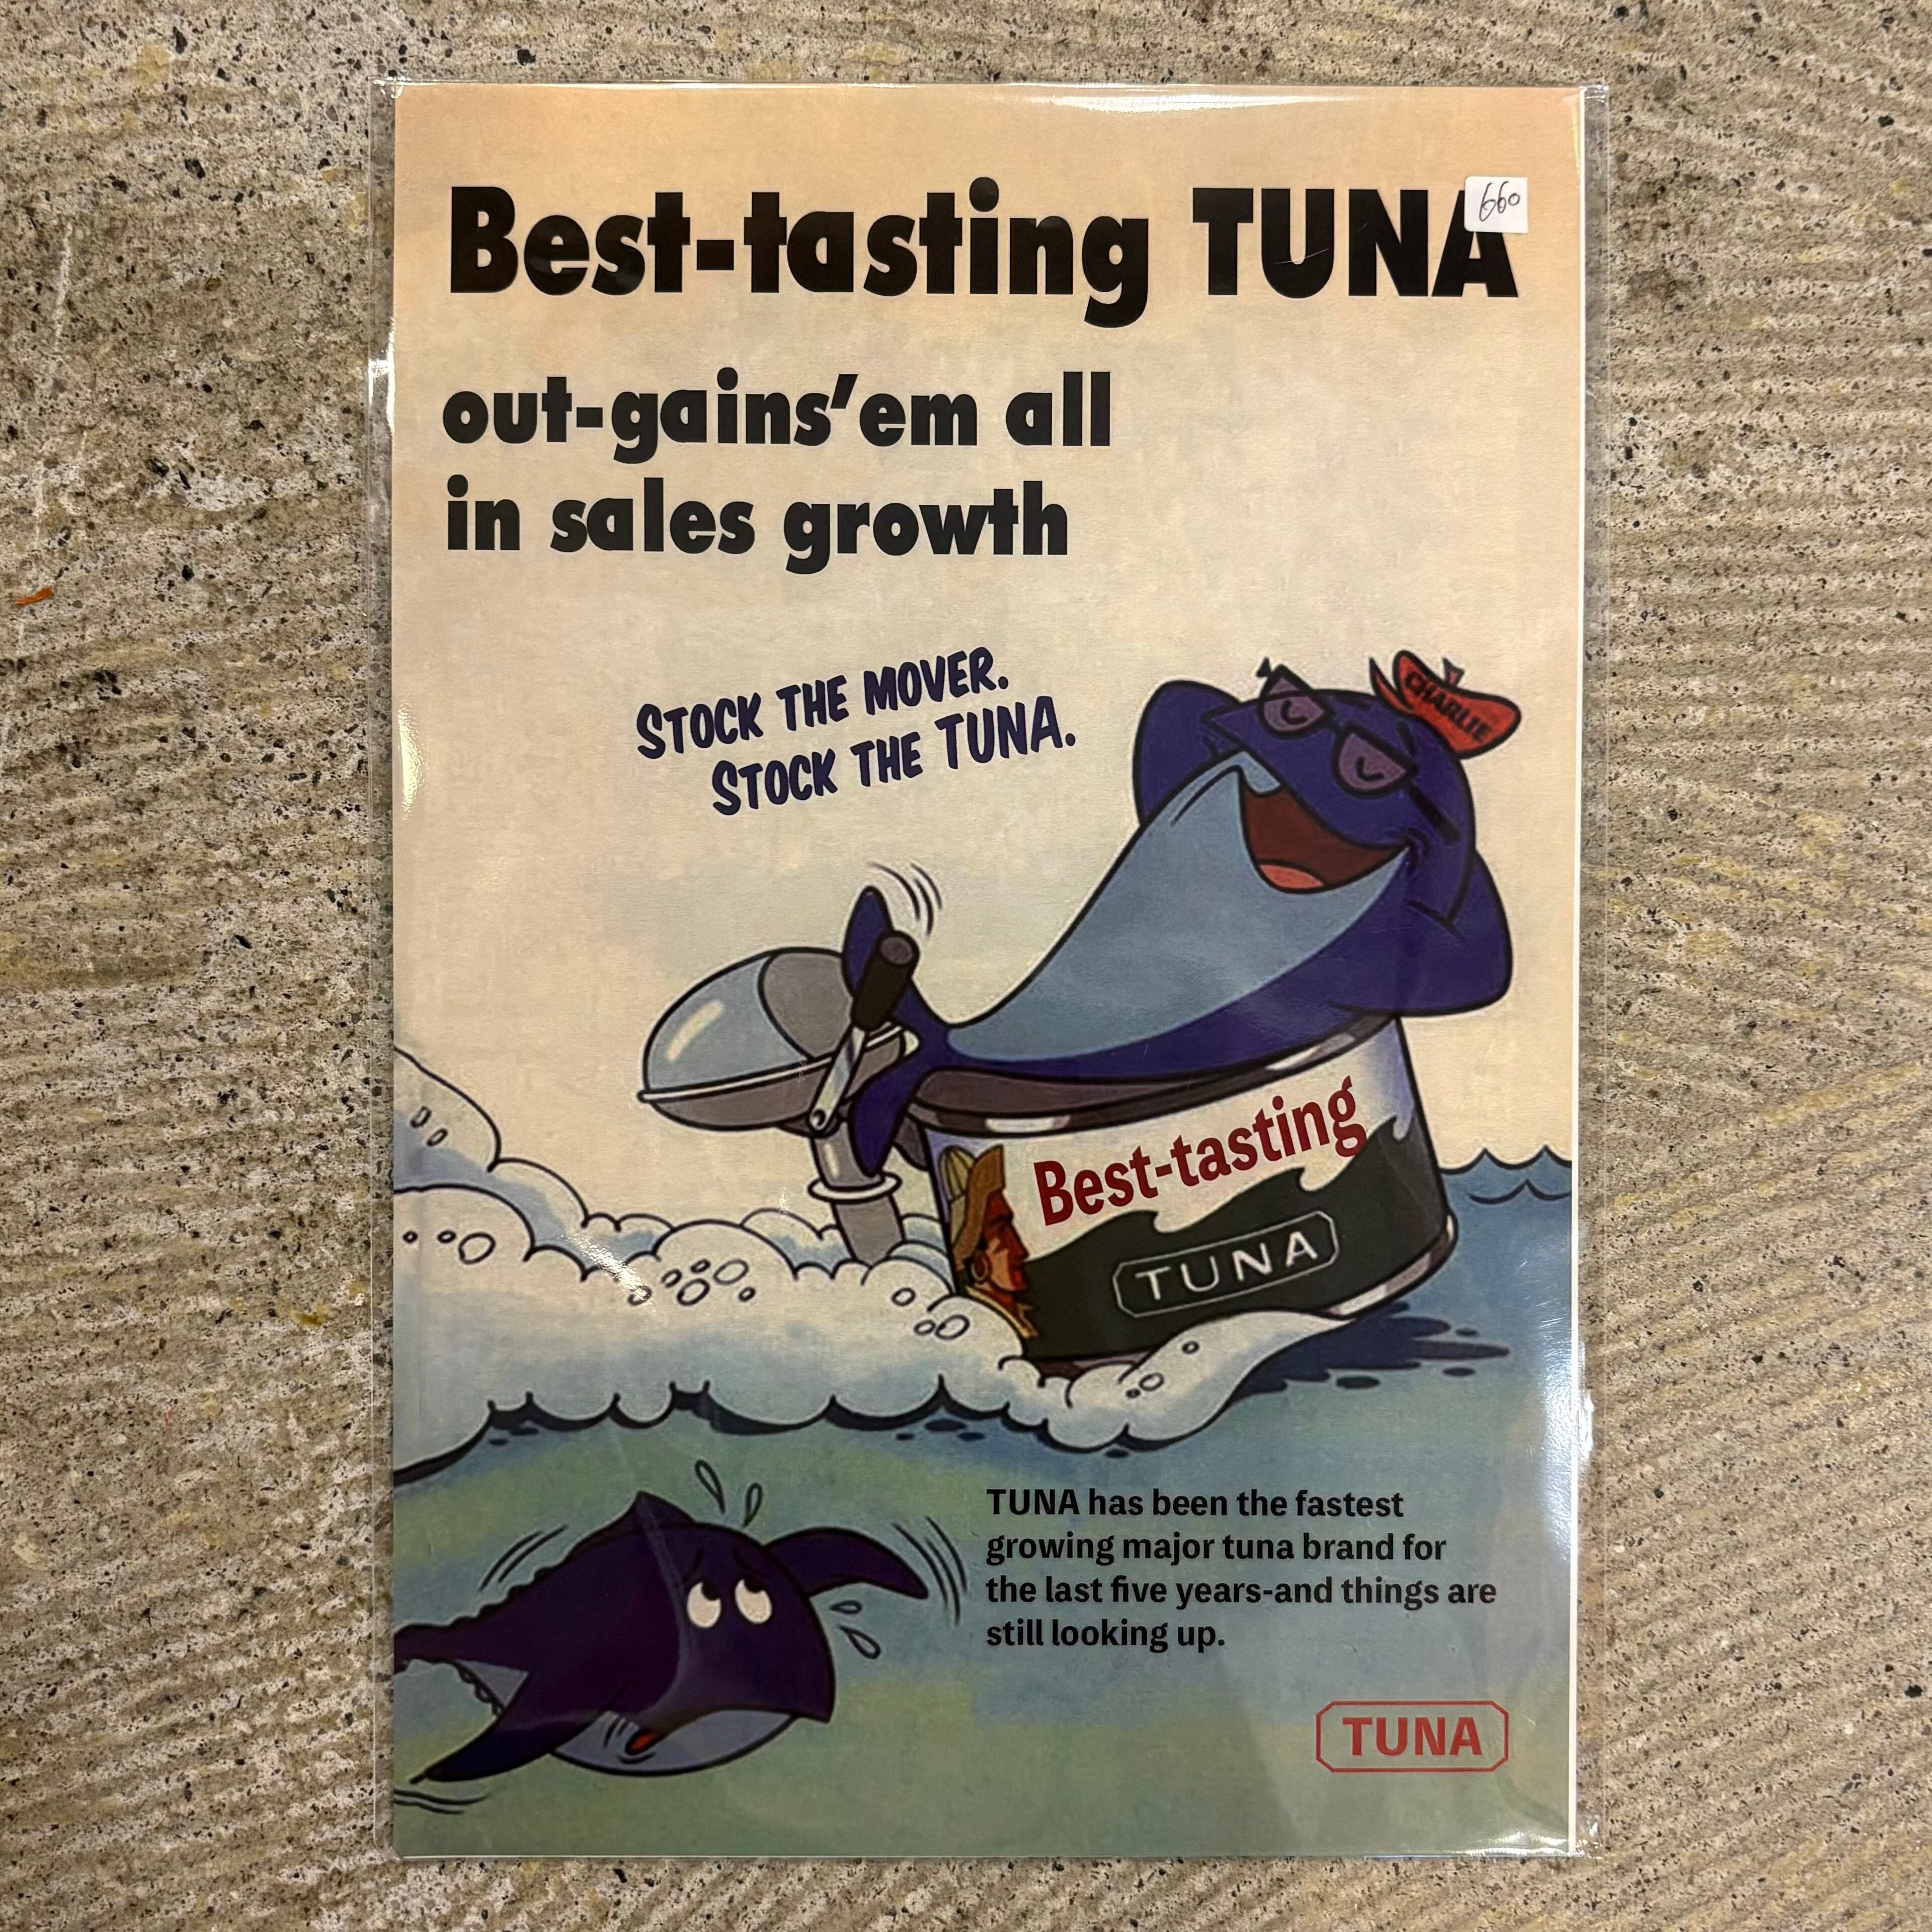 Best-tasting TUNA
660
out-gains'em all
in sales growth
STOCK THE MOVER.
STOCK THE TUNA.
CHARLIE
Best-tasting
TUNA
TUNA has been the fastest
growing major tuna brand for
the last five years-and things are
still looking up.
TUNA